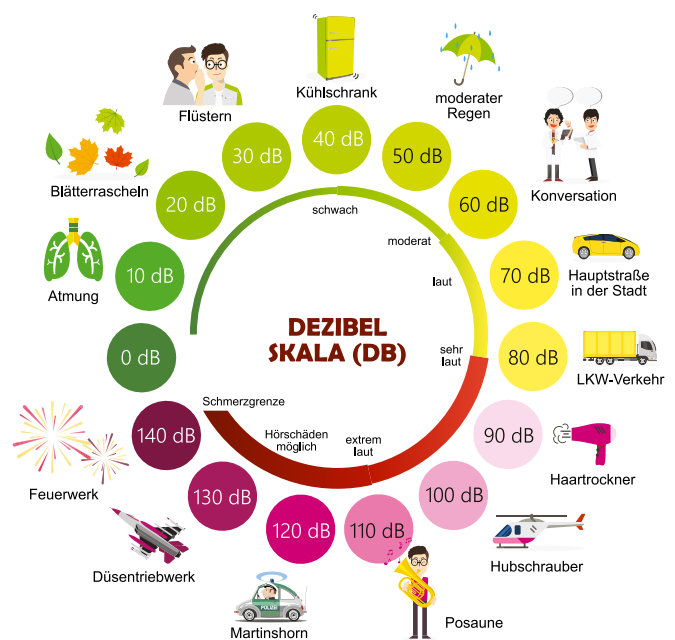 DEZIBEL
SKALA (DB)
0 dB
10 dB
Atmung
20 dB
Blätterrascheln
30 dB
Flüstern
40 dB
Kühlschrank
50 dB
moderater
Regen
60 dB
Konversation
70 dB
Hauptstraße
in der Stadt
80 dB
LKW-Verkehr
90 dB
Haartrockner
100 dB
Hubschrauber
110 dB
Posaune
120 dB
Martinshorn
POLIZEI
130 dB
Düsentriebwerk
140 dB
Feuerwerk
schwach
moderat
laut
sehr
laut
extrem
laut
Hörschäden
möglich
Schmerzgrenze